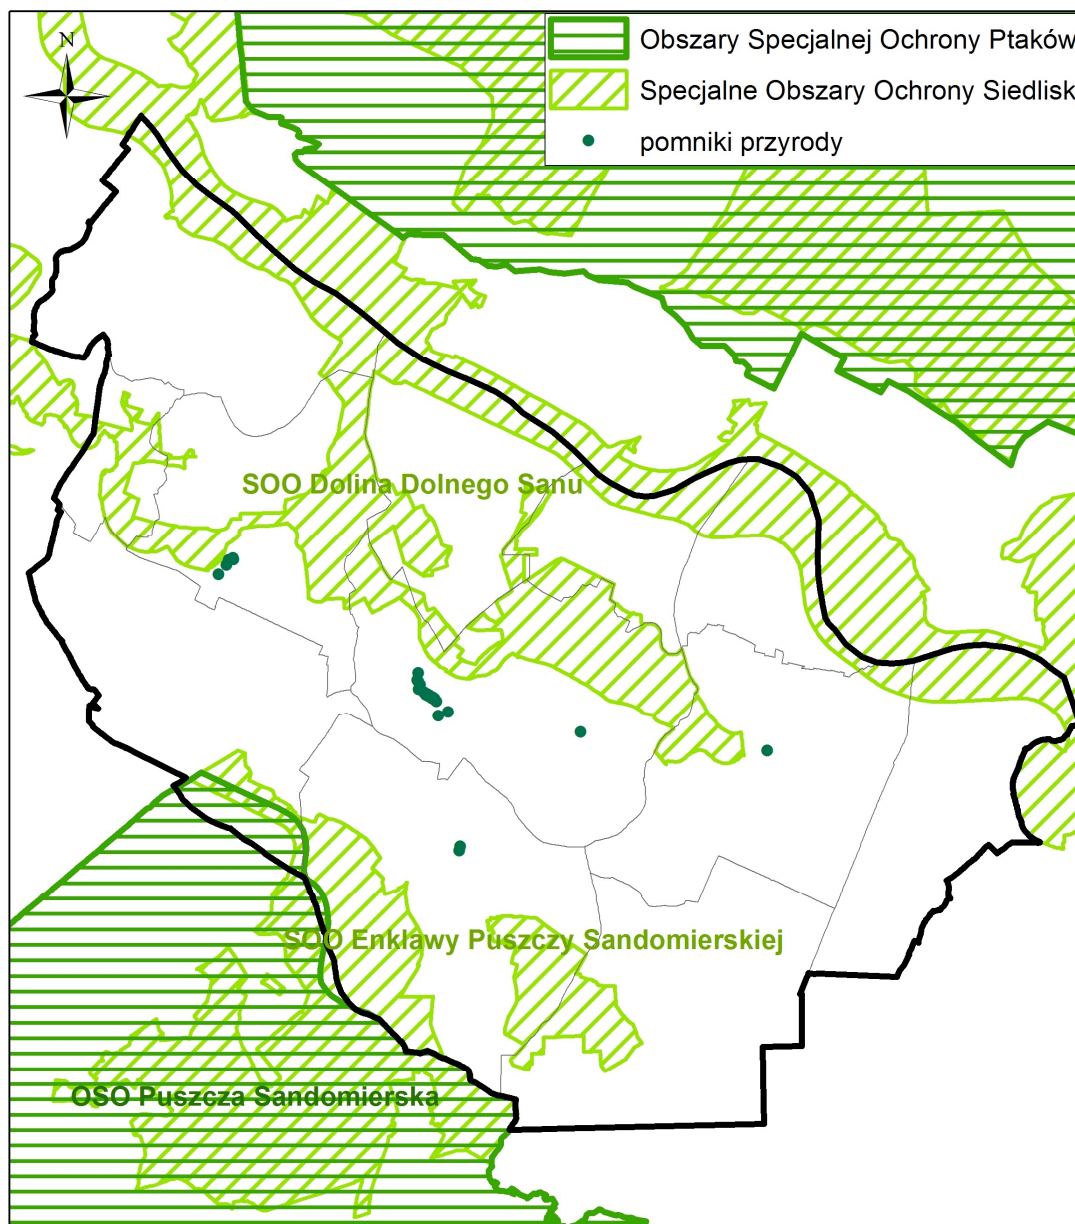 N
Obszary Specjalnej Ochrony Ptaków
Specjalne Obszary Ochrony Siedlisk
pomniki przyrody
SOO Dolina Dolnego Sanu
SOO Enklawy Puszczy Sandomierskiej
OSO Puszcza Sandomierska